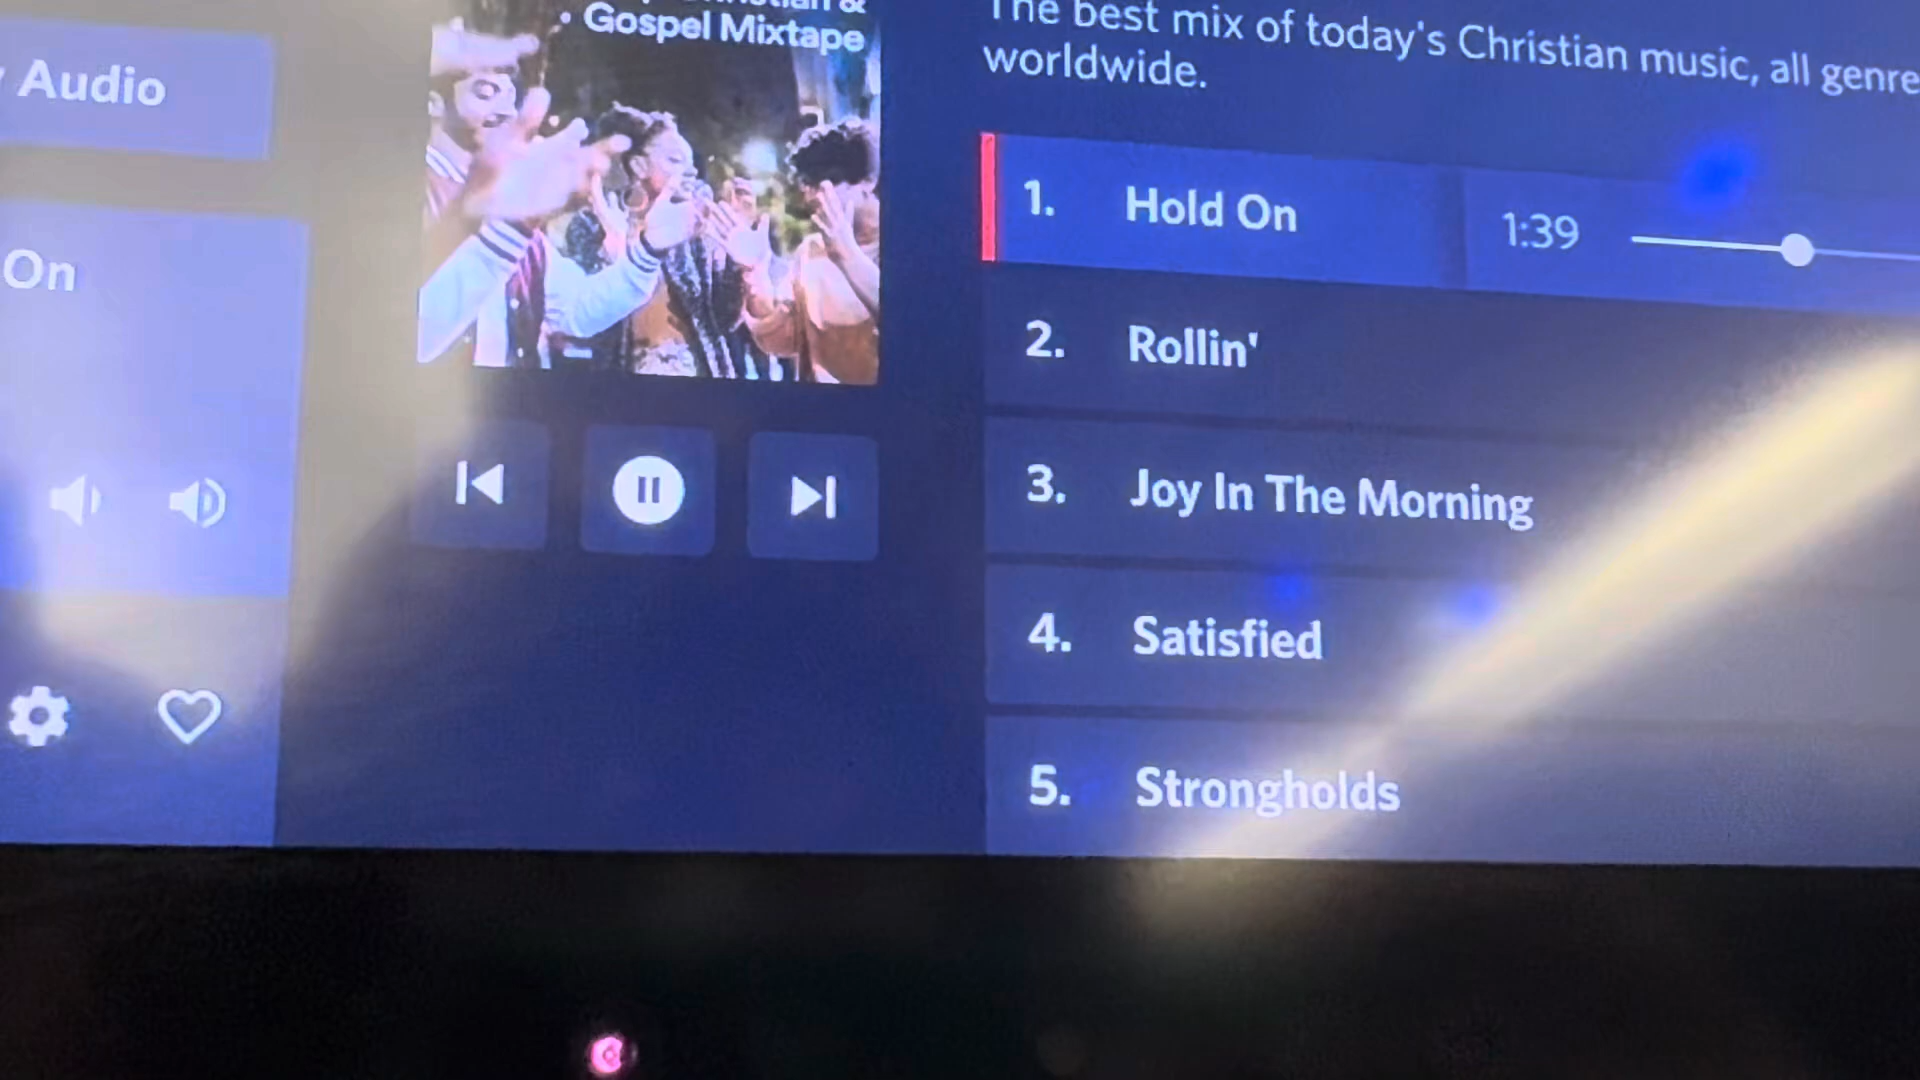 Audio
On
Gospel Mixtape
The best mix of today's Christian music, all genre
worldwide.
1. Hold On 1:39
2. Rollin'
3. Joy In The Morning
4. Satisfied
5. Strongholds